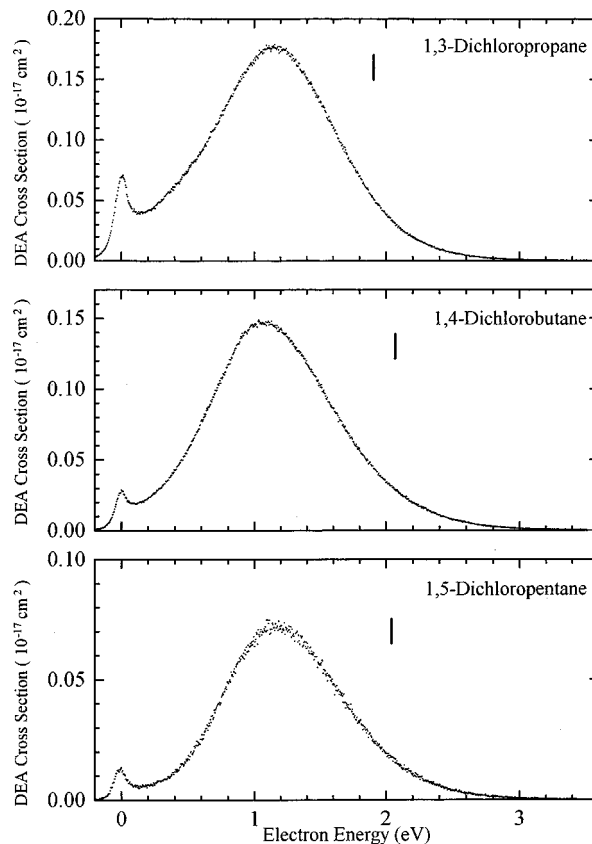 0.20
1,3-Dichloropropane
0.15
0.10
0.05
0.00
DEA Cross Section ( 10⁻¹⁷ cm² )
0.15
1,4-Dichlorobutane
0.10
0.05
0.00
DEA Cross Section ( 10⁻¹⁷ cm² )
0.10
1,5-Dichloropentane
0.05
0.00
DEA Cross Section ( 10⁻¹⁷ cm² )
0 1 2 3
Electron Energy (eV)